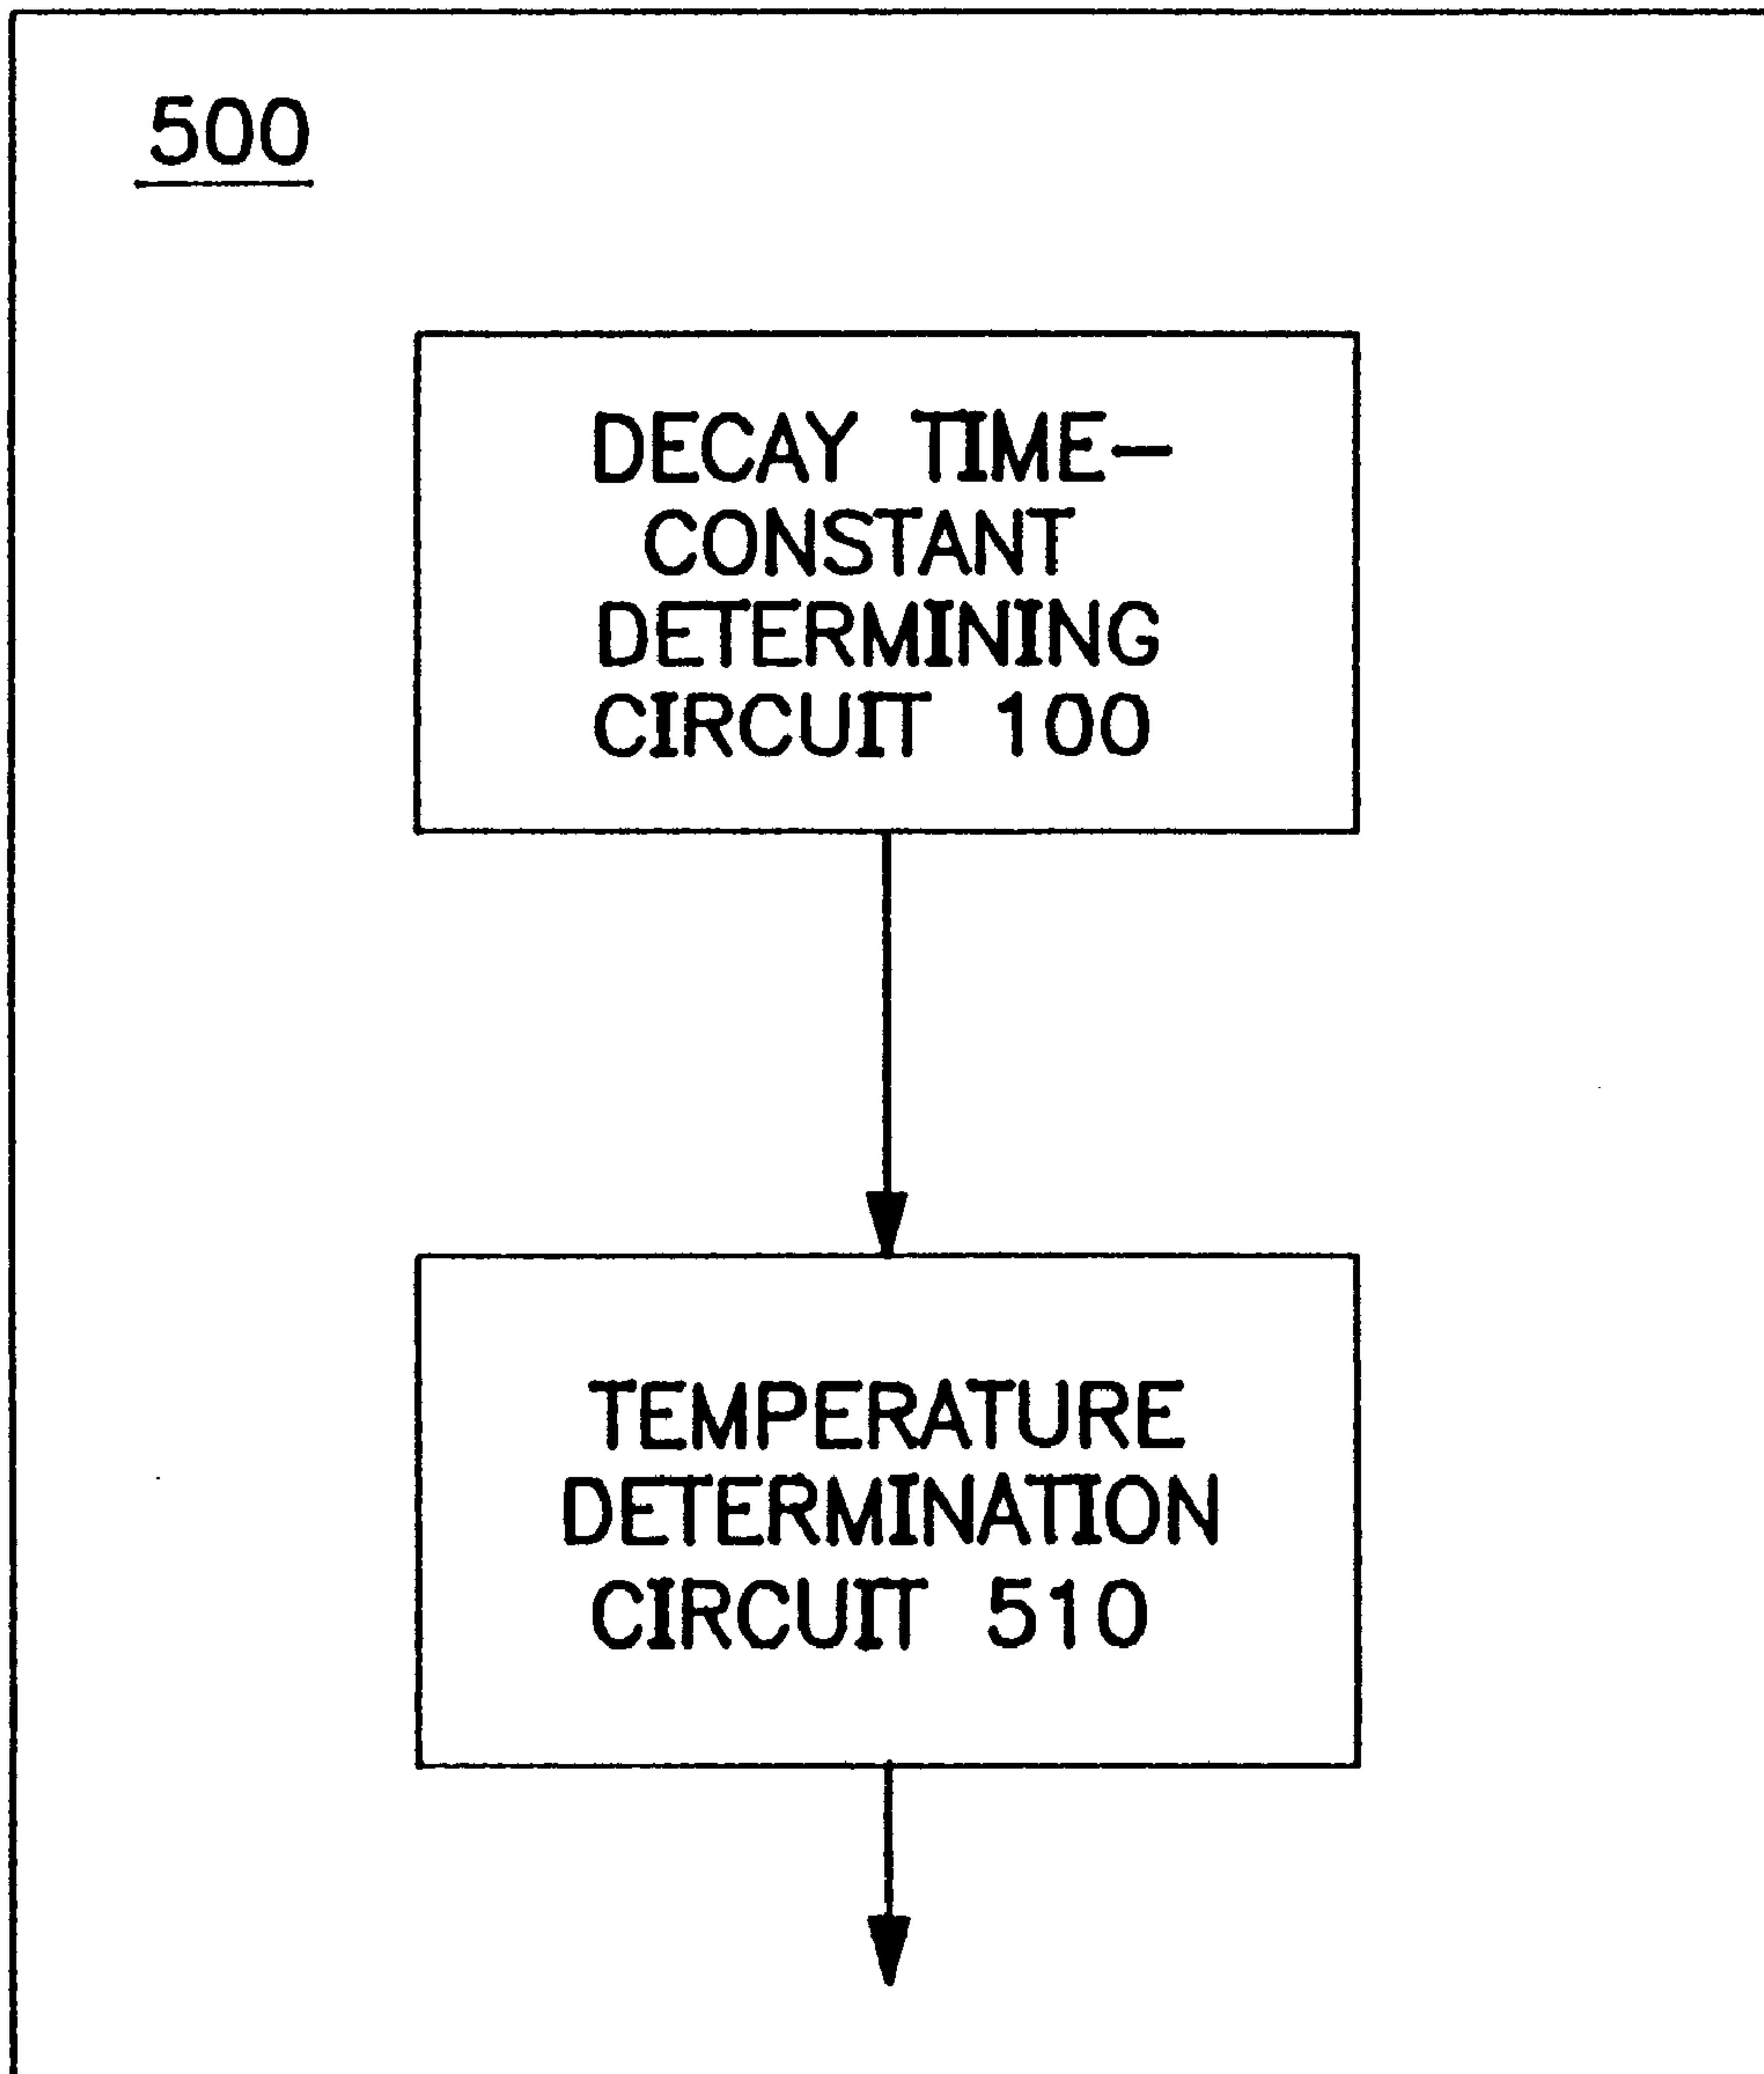 500
DECAY TIME-
CONSTANT
DETERMINING
CIRCUIT 100
TEMPERATURE
DETERMINATION
CIRCUIT 510